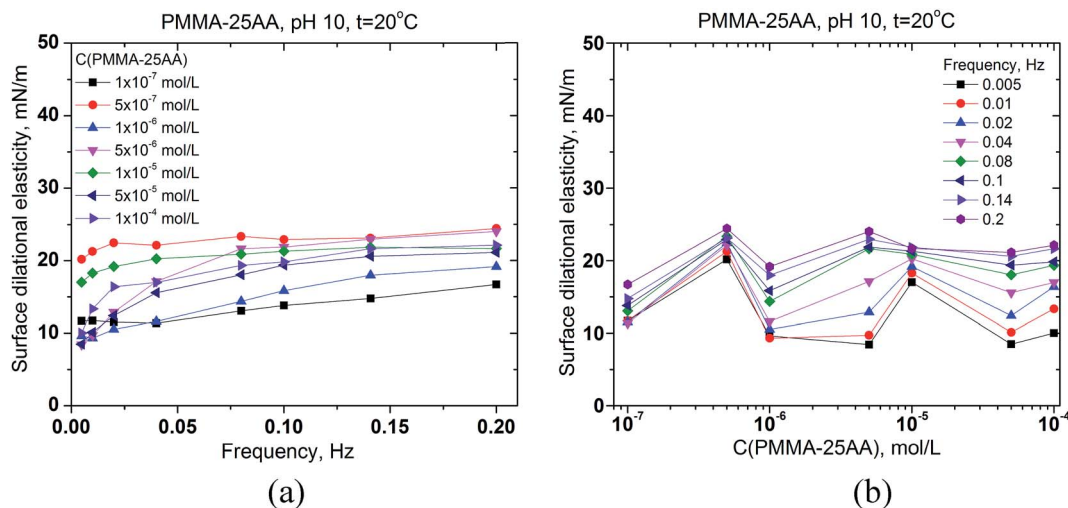 PMMA-25AA, pH 10, t=20°C
Surface dilational elasticity, mN/m
50
40
30
20
10
0
C(PMMA-25AA)
1x10⁻⁷ mol/L
5x10⁻⁷ mol/L
1x10⁻⁶ mol/L
5x10⁻⁶ mol/L
1x10⁻⁵ mol/L
5x10⁻⁵ mol/L
1x10⁻⁴ mol/L
0.00 0.05 0.10 0.15 0.20
Frequency, Hz
(a)
PMMA-25AA, pH 10, t=20°C
Surface dilational elasticity, mN/m
50
40
30
20
10
0
Frequency, Hz
0.005
0.01
0.02
0.04
0.08
0.1
0.14
0.2
10⁻⁷ 10⁻⁶ 10⁻⁵ 10⁻⁴
C(PMMA-25AA), mol/L
(b)